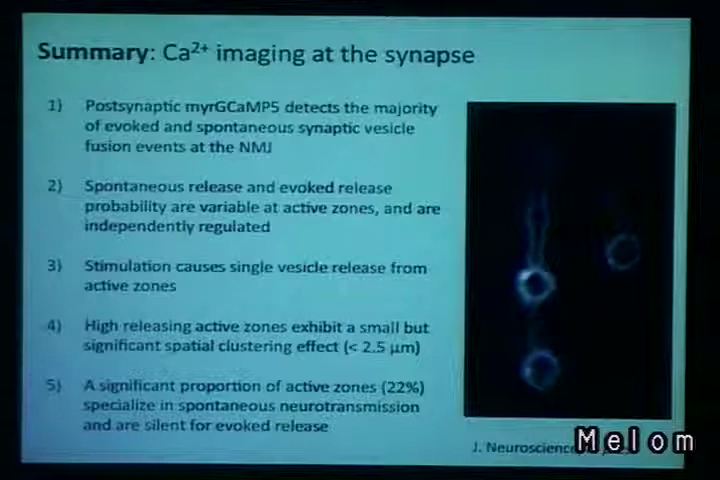 Summary: Ca2+ imaging at the synapse
1) Postsynaptic myrGCaMP5 detects the majority
of evoked and spontaneous synaptic vesicle
fusion events at the NMJ
2) Spontaneous release and evoked release
probability are variable at active zones, and are
independently regulated
3) Stimulation causes single vesicle release from
active zones
4) High releasing active zones exhibit a small but
significant spatial clustering effect (< 2.5 μm)
5) A significant proportion of active zones (22%)
specialize in spontaneous neurotransmission
and are silent for evoked release
J. Neuroscience
Melom